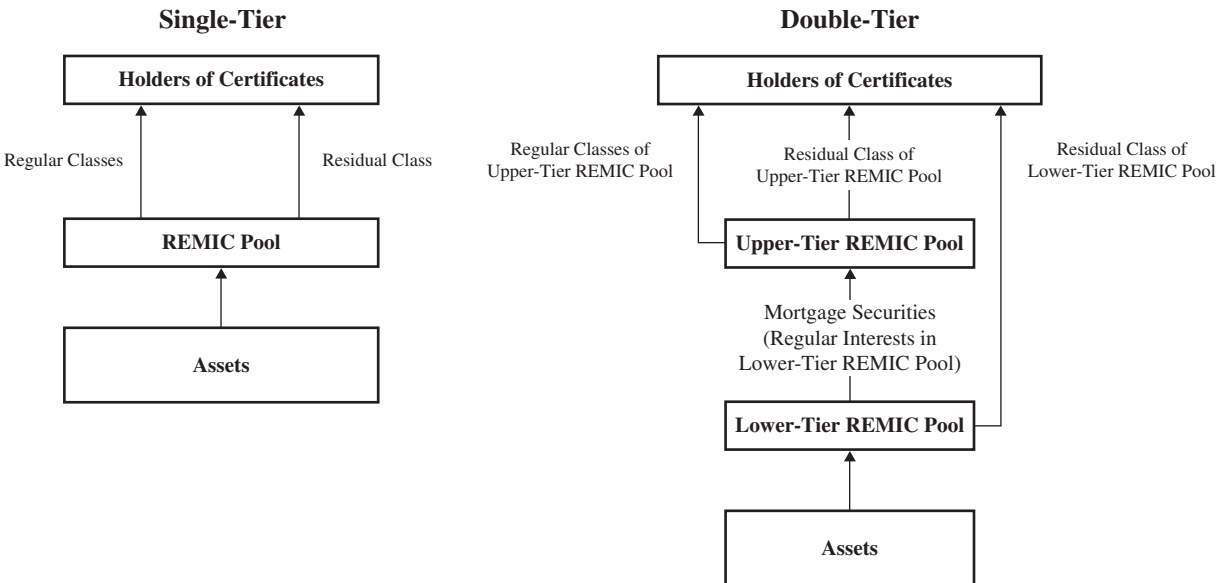 Single-Tier
Holders of Certificates
Regular Classes
Residual Class
REMIC Pool
Assets
Double-Tier
Holders of Certificates
Regular Classes of
Upper-Tier REMIC Pool
Residual Class of
Upper-Tier REMIC Pool
Residual Class of
Lower-Tier REMIC Pool
Upper-Tier REMIC Pool
Mortgage Securities
(Regular Interests in
Lower-Tier REMIC Pool)
Lower-Tier REMIC Pool
Assets